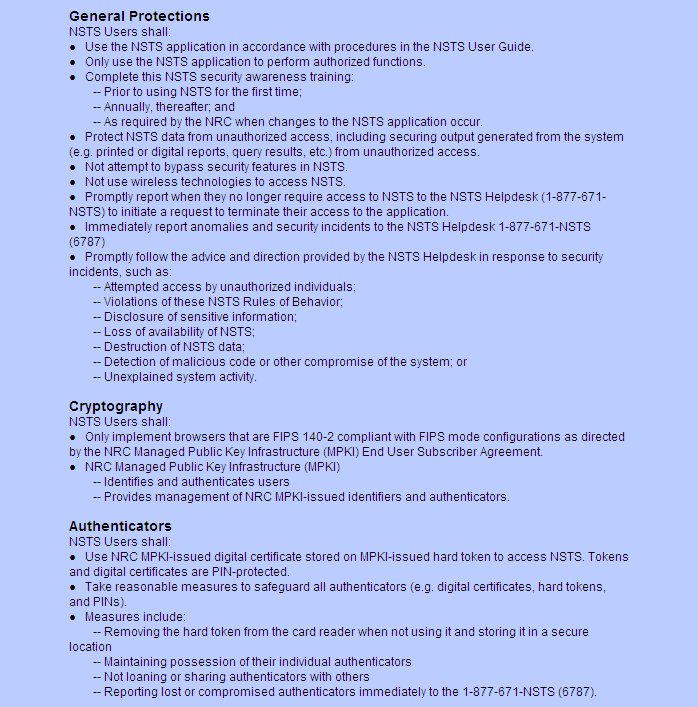 General Protections
NSTS Users shall:
● Use the NSTS application in accordance with procedures in the NSTS User Guide.
● Only use the NSTS application to perform authorized functions.
● Complete this NSTS security awareness training:
-- Prior to using NSTS for the first time;
-- Annually, thereafter; and
-- As required by the NRC when changes to the NSTS application occur.
● Protect NSTS data from unauthorized access, including securing output generated from the system
(e.g. printed or digital reports, query results, etc.) from unauthorized access.
● Not attempt to bypass security features in NSTS.
● Not use wireless technologies to access NSTS.
● Promptly report when they no longer require access to NSTS to the NSTS Helpdesk (1-877-671-
NSTS) to initiate a request to terminate their access to the application.
● Immediately report anomalies and security incidents to the NSTS Helpdesk 1-877-671-NSTS
(6787)
● Promptly follow the advice and direction provided by the NSTS Helpdesk in response to security
incidents, such as:
-- Attempted access by unauthorized individuals;
-- Violations of these NSTS Rules of Behavior;
-- Disclosure of sensitive information;
-- Loss of availability of NSTS;
-- Destruction of NSTS data;
-- Detection of malicious code or other compromise of the system; or
-- Unexplained system activity.
Cryptography
NSTS Users shall:
● Only implement browsers that are FIPS 140-2 compliant with FIPS mode configurations as directed
by the NRC Managed Public Key Infrastructure (MPKI) End User Subscriber Agreement.
● NRC Managed Public Key Infrastructure (MPKI)
-- Identifies and authenticates users
-- Provides management of NRC MPKI-issued identifiers and authenticators.
Authenticators
NSTS Users shall:
● Use NRC MPKI-issued digital certificate stored on MPKI-issued hard token to access NSTS. Tokens
and digital certificates are PIN-protected.
● Take reasonable measures to safeguard all authenticators (e.g. digital certificates, hard tokens,
and PINs).
● Measures include:
-- Removing the hard token from the card reader when not using it and storing it in a secure
location
-- Maintaining possession of their individual authenticators
-- Not loaning or sharing authenticators with others
-- Reporting lost or compromised authenticators immediately to the 1-877-671-NSTS (6787).